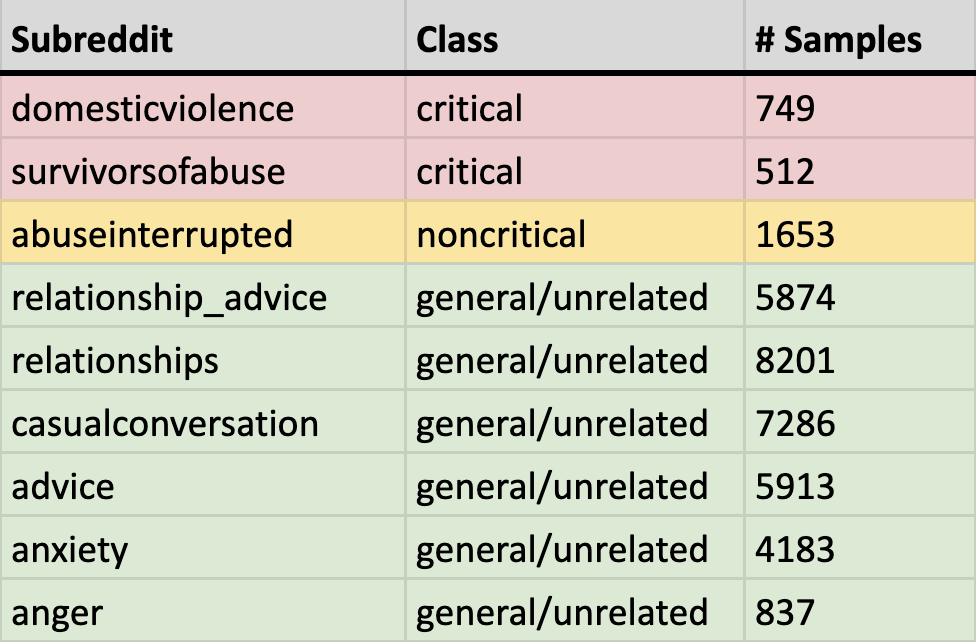 Subreddit Class # Samples
domesticviolence critical 749
survivorsofabuse critical 512
abuseinterrupted noncritical 1653
relationship_advice general/unrelated 5874
relationships general/unrelated 8201
casualconversation general/unrelated 7286
advice general/unrelated 5913
anxiety general/unrelated 4183
anger general/unrelated 837